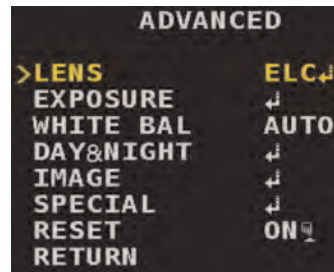 ADVANCED
>LENS ELC↲
EXPOSURE ↲
WHITE BAL AUTO
DAY&NIGHT ↲
IMAGE ↲
SPECIAL ↲
RESET ON
RETURN